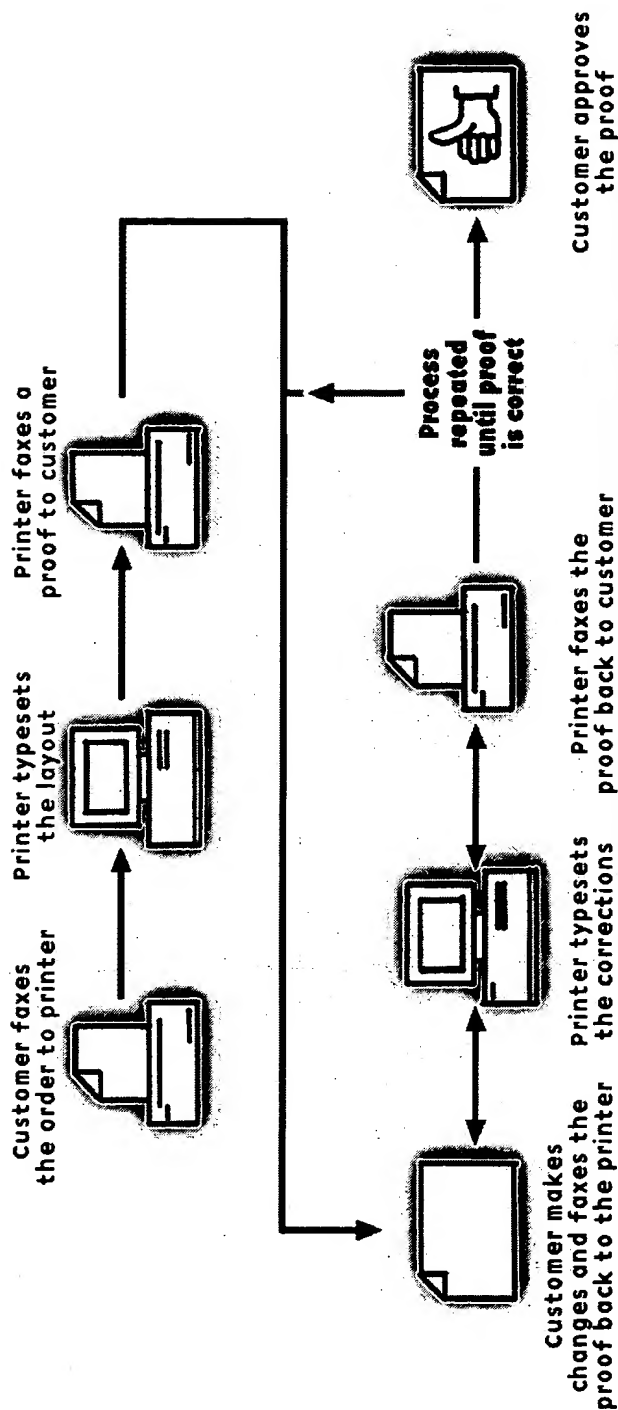 Customer faxes
the order to printer
Printer typesets
the layout
Printer faxes a
proof to customer
Customer makes
changes and faxes the
proof back to the printer
Printer typesets
the corrections
Printer faxes the
proof back to customer
Process
repeated
until proof
is correct
Customer approves
the proof